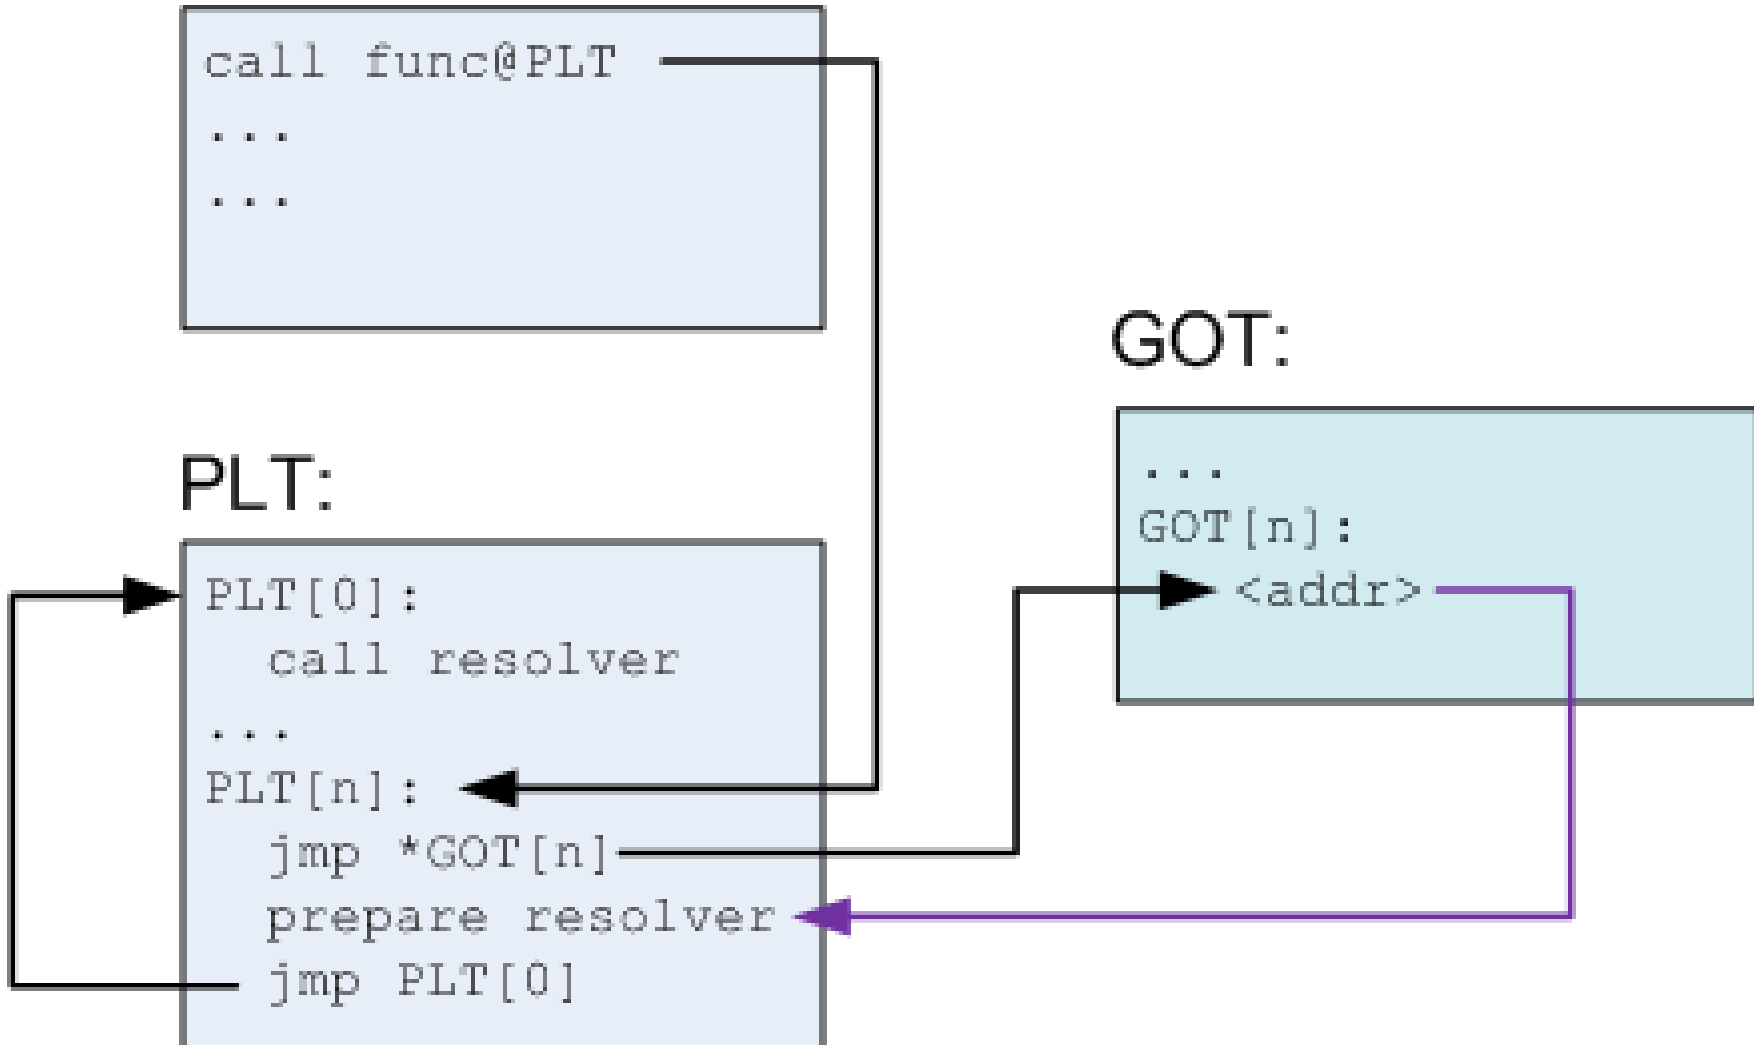 call func@PLT
...
...
PLT:
PLT[0]:
call resolver
...
PLT[n]:
jmp *GOT[n]
prepare resolver
jmp PLT[0]
GOT:
...
GOT[n]:
<addr>